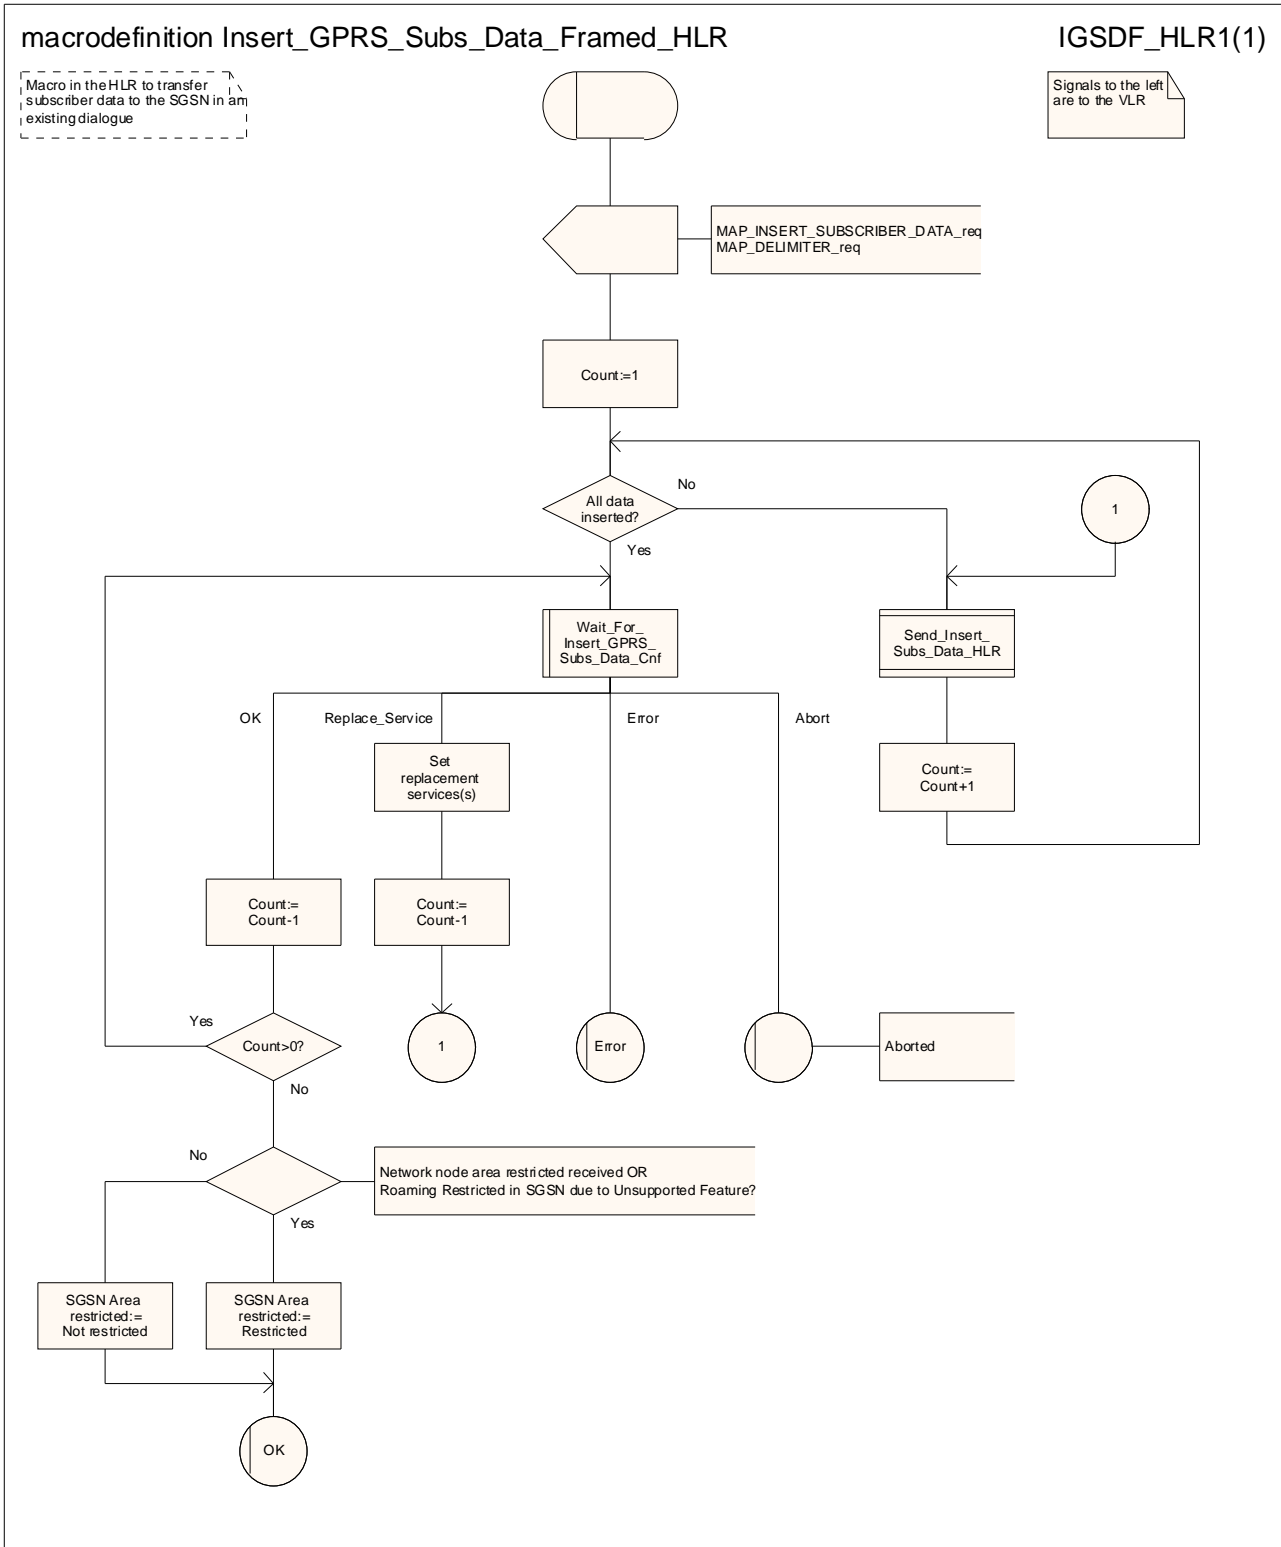 macrodefinition Insert_GPRS_Subs_Data_Framed_HLR
IGSDF_HLR1(1)
Macro in the HLR to transfer
subscriber data to the SGSN in an
existing dialogue
Signals to the left
are to the VLR
MAP_INSERT_SUBSCRIBER_DATA_req
MAP_DELIMITER_req
Count:=1
No
All data
inserted?
1
Yes
Wait_For_
Insert_GPRS_
Subs_Data_Cnf
Send_Insert_
Subs_Data_HLR
OK
Replace_Service
Error
Abort
Set
replacement
services(s)
Count:=
Count+1
Count:=
Count-1
Count:=
Count-1
Yes
Count>0?
1
Error
Aborted
No
No
Network node area restricted received OR
Roaming Restricted in SGSN due to Unsupported Feature?
Yes
SGSN Area
restricted:=
Not restricted
SGSN Area
restricted:=
Restricted
OK